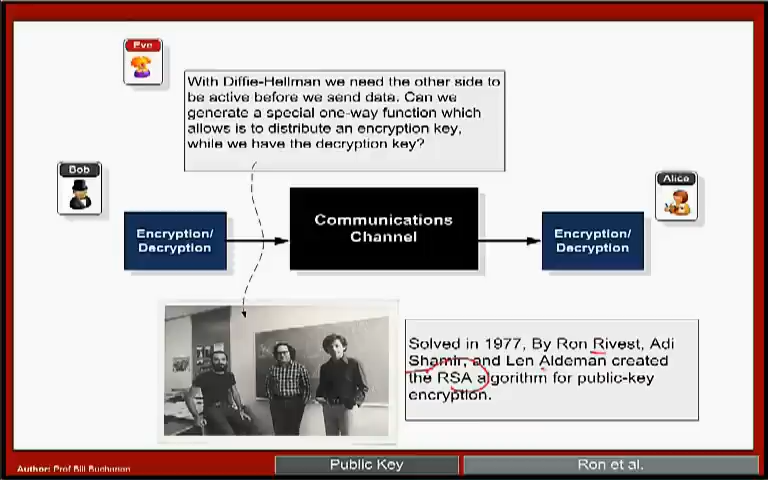 Eve
With Diffie-Hellman we need the other side to
be active before we send data. Can we
generate a special one-way function which
allows is to distribute an encryption key,
while we have the decryption key?
Bob
Alice
Encryption/
Decryption
Communications
Channel
Encryption/
Decryption
Solved in 1977, By Ron Rivest, Adi
Shamir, and Len Aldeman created
the RSA algorithm for public-key
encryption.
Author: Prof Bill Buchanan
Public Key
Ron et al.